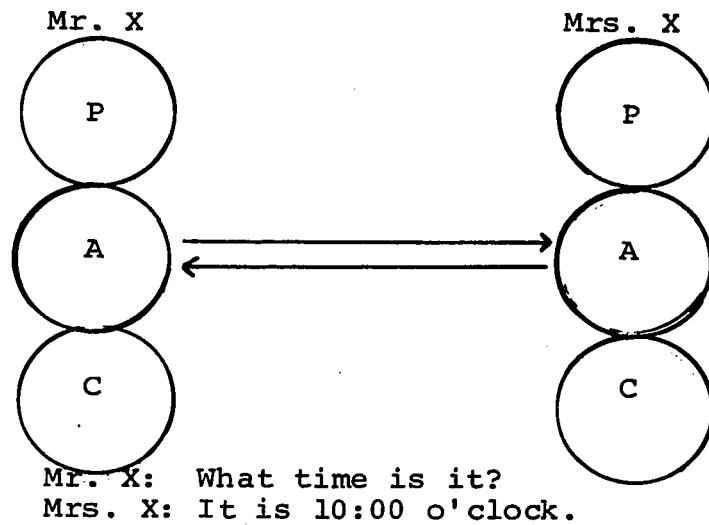 Mr. X Mrs. X
P P
A A
C C
Mr. X: What time is it?
Mrs. X: It is 10:00 o'clock.